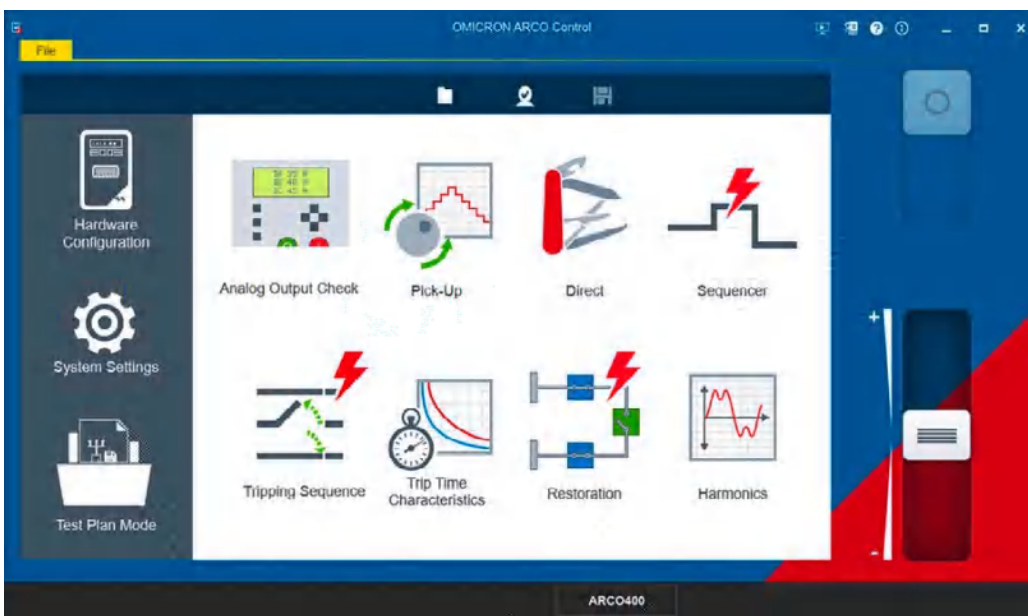 OMICRON ARCO Control
File
Hardware
Configuration
System Settings
Test Plan Mode
Analog Output Check
Pick-Up
Direct
Sequencer
Tripping Sequence
Trip Time
Characteristics
Restoration
Harmonics
+
-
ARCO400